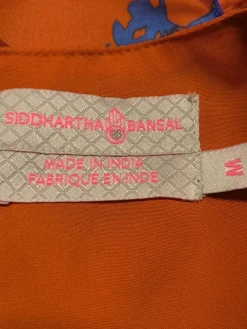 SIDDHARTHA BANSAL
MADE IN INDIA
FABRIQUE EN INDE
M